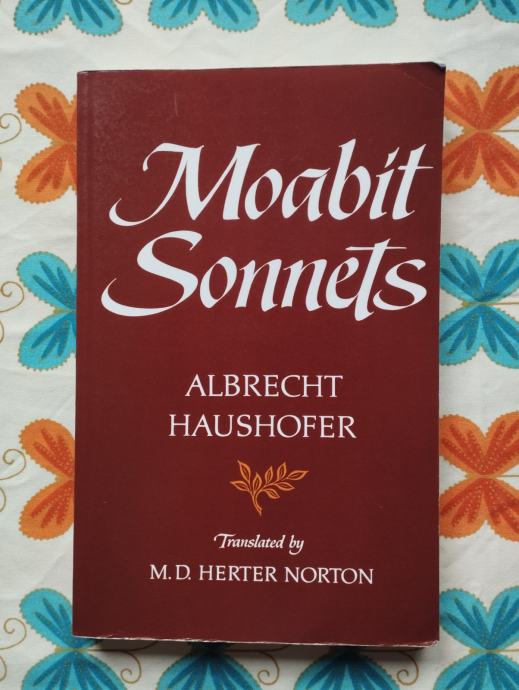 Moabit
Sonnets
ALBRECHT
HAUSHOFER
Translated by
M. D. HERTER NORTON